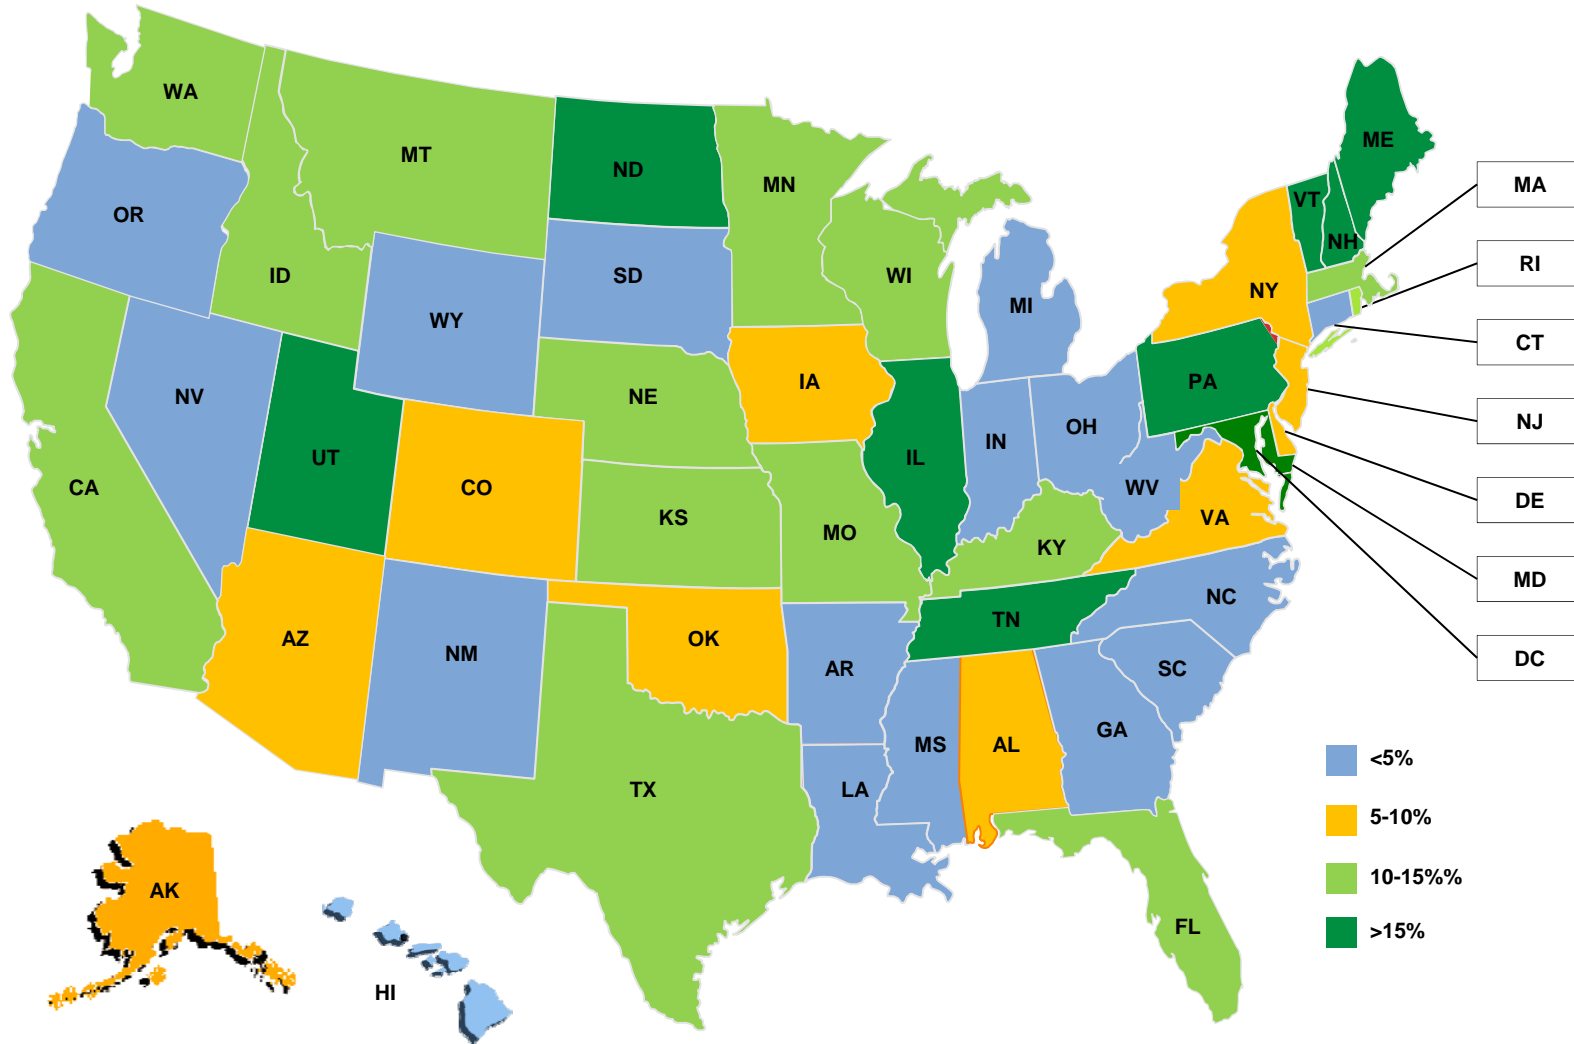 WA
MT
ND
MN
ME
VT
NH
MA
OR
ID
SD
WI
MI
NY
RI
WY
CT
NV
NE
IA
PA
UT
CO
IL
IN
OH
NJ
CA
KS
MO
WV
VA
DE
KY
MD
AZ
NM
OK
AR
TN
NC
SC
DC
TX
LA
MS
AL
GA
FL
<5%
5-10%
10-15%%
>15%
AK
HI